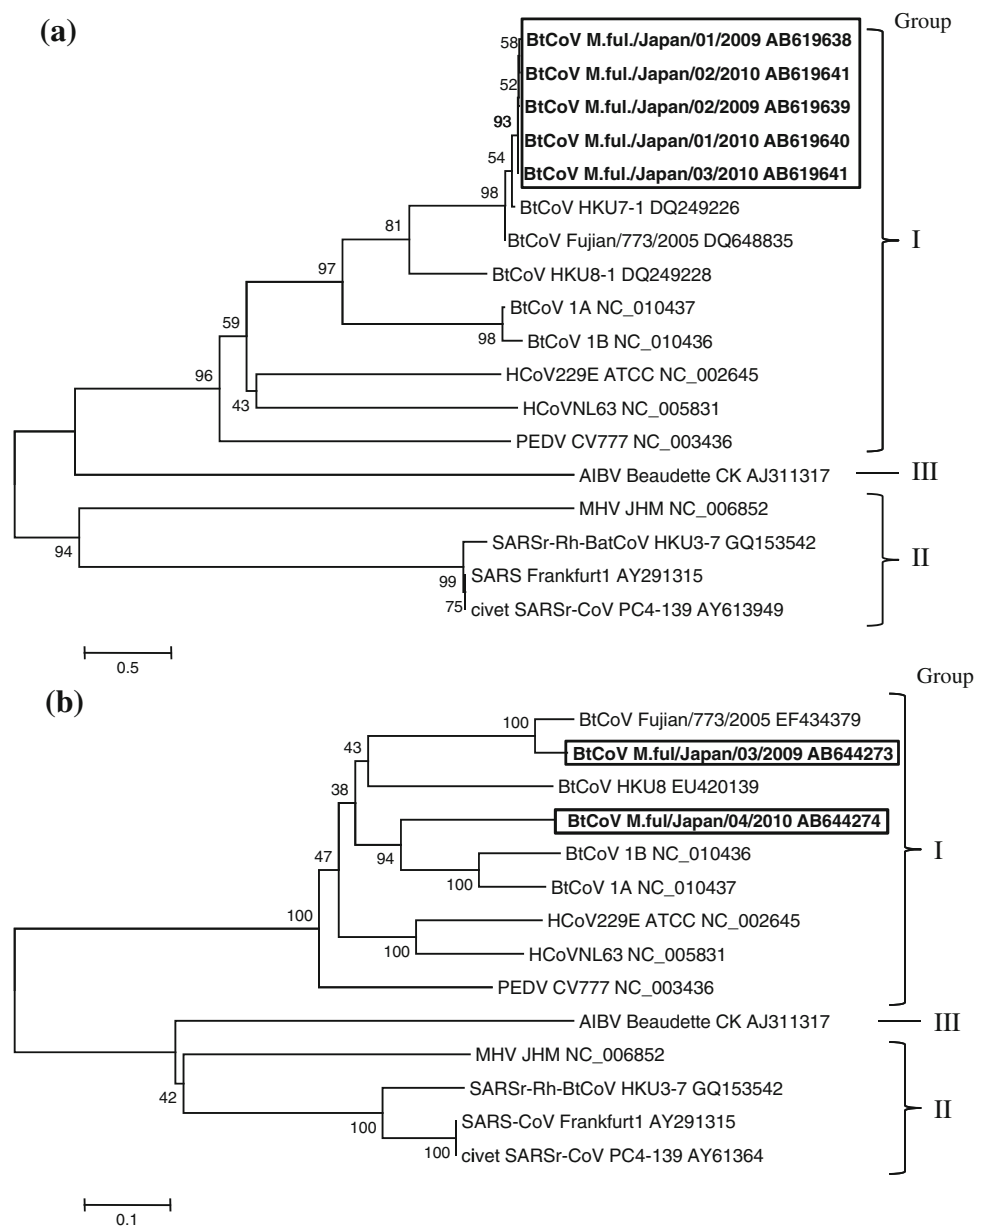 (a)
Group
58
BtCoV M.ful./Japan/01/2009 AB619638
BtCoV M.ful./Japan/02/2010 AB619641
52
BtCoV M.ful./Japan/02/2009 AB619639
93
BtCoV M.ful./Japan/01/2010 AB619640
54
BtCoV M.ful./Japan/03/2010 AB619641
98
BtCoV HKU7-1 DQ249226
81
BtCoV Fujian/773/2005 DQ648835
I
97
BtCoV HKU8-1 DQ249228
BtCoV 1A NC_010437
59
98
BtCoV 1B NC_010436
96
HCoV229E ATCC NC_002645
43
HCoVNL63 NC_005831
PEDV CV777 NC_003436
AIBV Beaudette CK AJ311317
III
MHV JHM NC_006852
94
SARSr-Rh-BatCoV HKU3-7 GQ153542
II
99
SARS Frankfurt1 AY291315
75
civet SARSr-CoV PC4-139 AY613949
0.5
Group
(b)
100
BtCoV Fujian/773/2005 EF434379
43
BtCoV M.ful/Japan/03/2009 AB644273
38
BtCoV HKU8 EU420139
BtCoV M.ful/Japan/04/2010 AB644274
I
47
94
BtCoV 1B NC_010436
100
BtCoV 1A NC_010437
100
HCoV229E ATCC NC_002645
100
HCoVNL63 NC_005831
PEDV CV777 NC_003436
AIBV Beaudette CK AJ311317
III
MHV JHM NC_006852
42
SARSr-Rh-BtCoV HKU3-7 GQ153542
II
100
SARS-CoV Frankfurt1 AY291315
100
civet SARSr-CoV PC4-139 AY61364
0.1